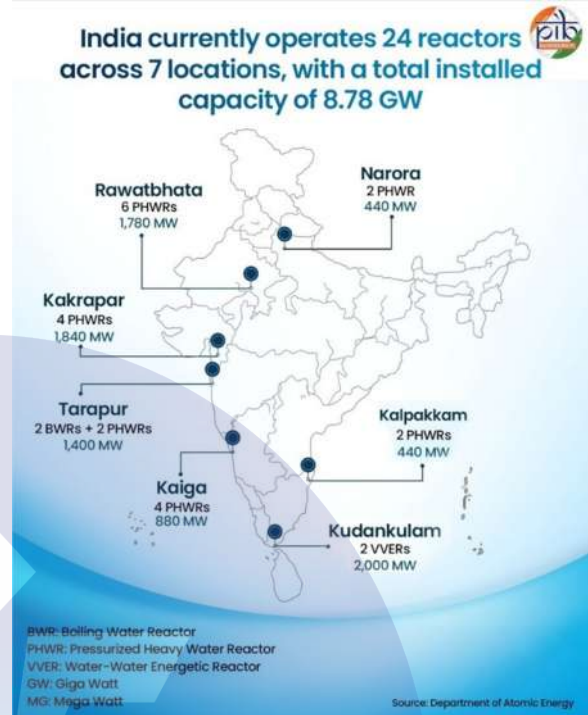 India currently operates 24 reactors
across 7 locations, with a total installed
capacity of 8.78 GW
pib
Narora
2 PHWR
440 MW
Rawatbhata
6 PHWRs
1,780 MW
Kakrapar
4 PHWRs
1,840 MW
Tarapur
2 BWRs + 2 PHWRs
1,400 MW
Kalpakkam
2 PHWRs
440 MW
Kaiga
4 PHWRs
880 MW
Kudankulam
2 VVERs
2,000 MW
BWR: Boiling Water Reactor
PHWR: Pressurized Heavy Water Reactor
VVER: Water-Water Energetic Reactor
GW: Giga Watt
MG: Mega Watt
Source: Department of Atomic Energy